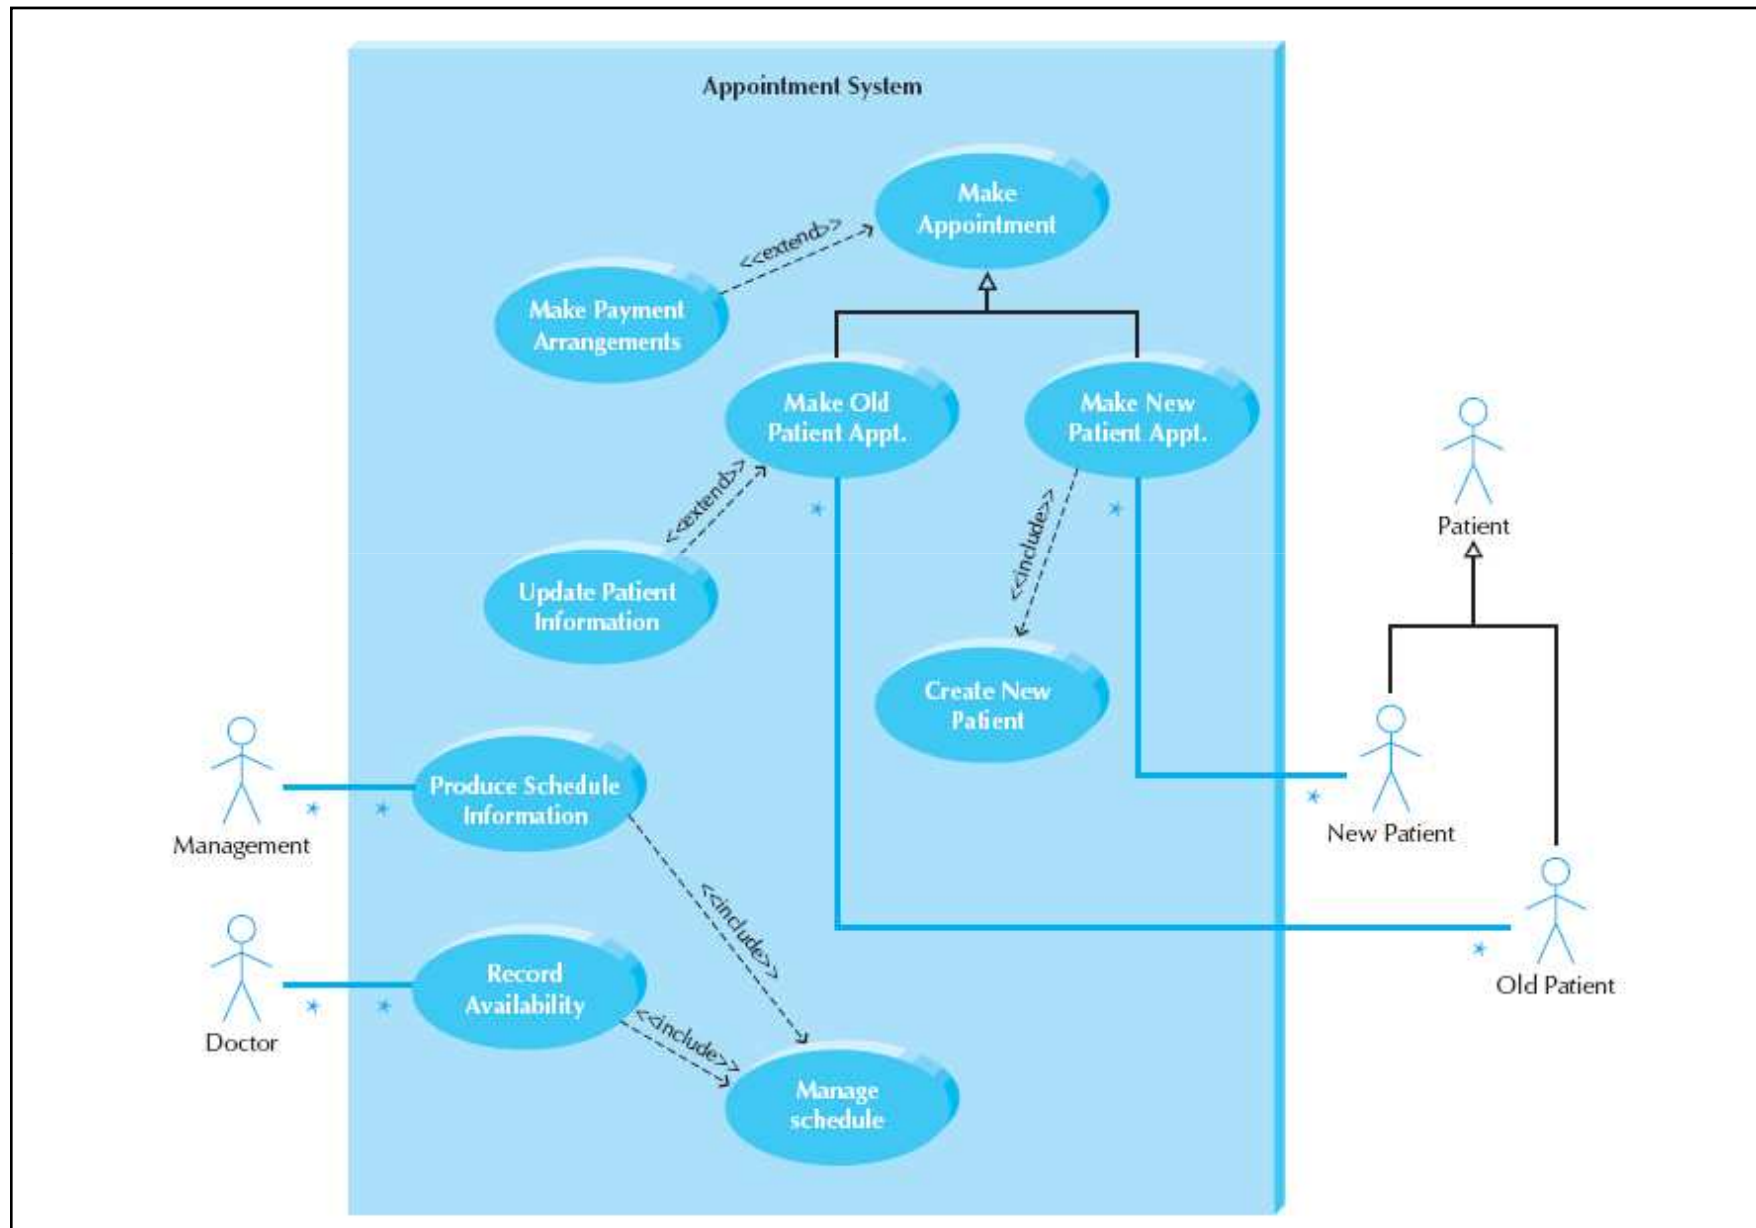 Appointment System
Make
Appointment
<<extend>>
Make Payment
Arrangements
Make Old
Patient Appt.
Make New
Patient Appt.
Patient
<<extend>>
*
<<include>>
*
Update Patient
Information
Create New
Patient
Management
*
*
Produce Schedule
Information
*
New Patient
<<include>>
Doctor
*
*
Record
Availability
*
Old Patient
<<include>>
Manage
schedule